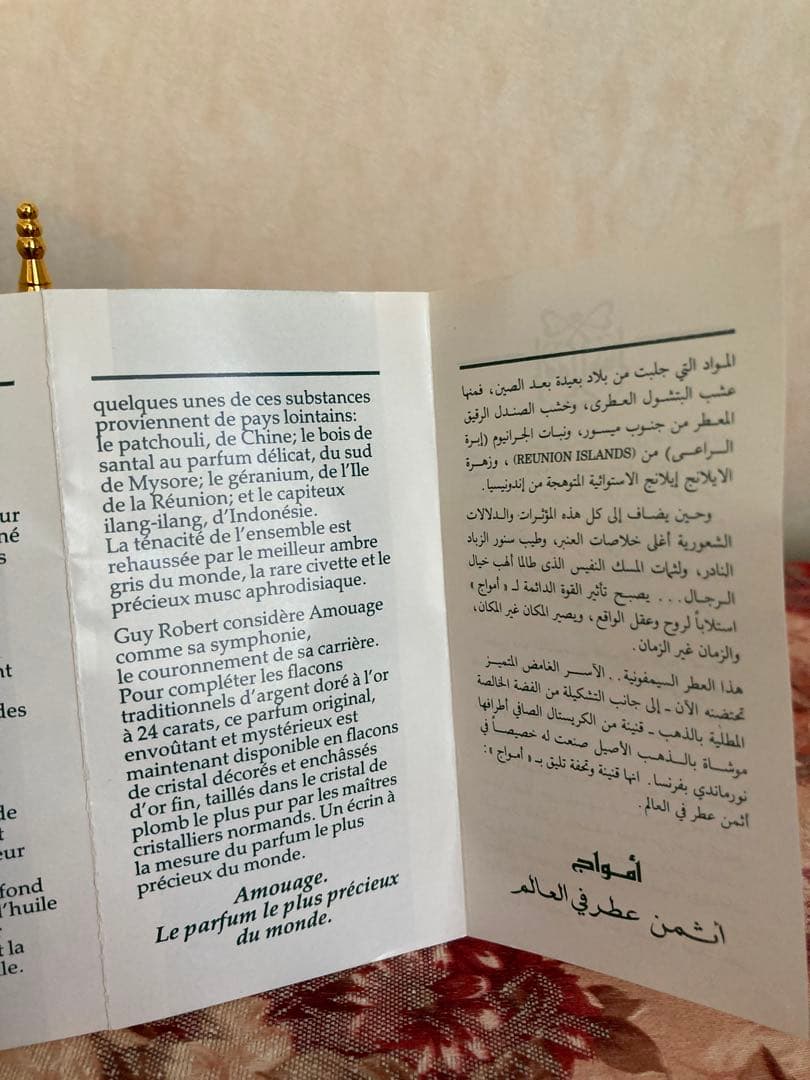 ur
né
s
nt
des
de
t
eur
fond
l'huile
t la
le.
quelques unes de ces substances
proviennent de pays lointains:
le patchouli, de Chine; le bois de
santal au parfum délicat, du sud
de Mysore; le géranium, de l'Ile
de la Réunion; et le capiteux
ilang-ilang, d'Indonésie.
La ténacité de l'ensemble est
rehaussée par le meilleur ambre
gris du monde, la rare civette et le
précieux musc aphrodisiaque.
Guy Robert considère Amouage
comme sa symphonie,
le couronnement de sa carrière.
Pour compléter les flacons
traditionnels d'argent doré à l'or
à 24 carats, ce parfum original,
envoûtant et mystérieux est
maintenant disponible en flacons
de cristal décorés et enchâssés
d'or fin, taillés dans le cristal de
plomb le plus pur par les maîtres
cristalliers normands. Un écrin à
la mesure du parfum le plus
précieux du monde.
Amouage.
Le parfum le plus précieux
du monde.
المواد التي جلبت من بلاد بعيدة بعد الصين، فمنها
عشب البتشول العطرى، وخشب الصندل الرقيق
المعطر من جنوب ميسور، ونبات الجرانيوم (إبرة
الراعى) من (REUNION ISLANDS) ، وزهرة
الايلانج إيلانج الاستوائية المتوهجة من إندونيسيا.
وحين يضاف إلى كل هذه المؤثرات والدلالات
الشعورية أغلى خلاصات العنبر، وطيب سنور الزباد
النادر، ولثمات المسك النفيس الذى طالما ألهب خيال
الرجال... يصبح تأثير القوة الدائمة لـ « أمواج »
استلاباً لروح وعقل الواقع، ويصير المكان غير المكان،
والزمان غير الزمان.
هذا العطر السيمفونية.. الآسر الغامض المتميز
تحتضنه الآن - إلى جانب التشكيلة من الفضة الخالصة
المطلية بالذهب - قنينة من الكريستال الصافي أطرافها
موشاة بالذهب الأصيل صنعت له خصيصاً في
نورماندي بفرنسا. انها قنينة وتحفة تليق بـ « أمواج »:
أثمن عطر في العالم.
أمواج
أثمن عطر في العالم